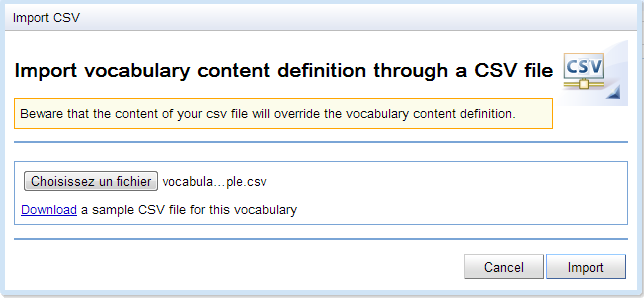 Import CSV
Import vocabulary content definition through a CSV file
CSV
Beware that the content of your csv file will override the vocabulary content definition.
Choisissez un fichier vocabula...ple.csv
Download a sample CSV file for this vocabulary
Cancel Import